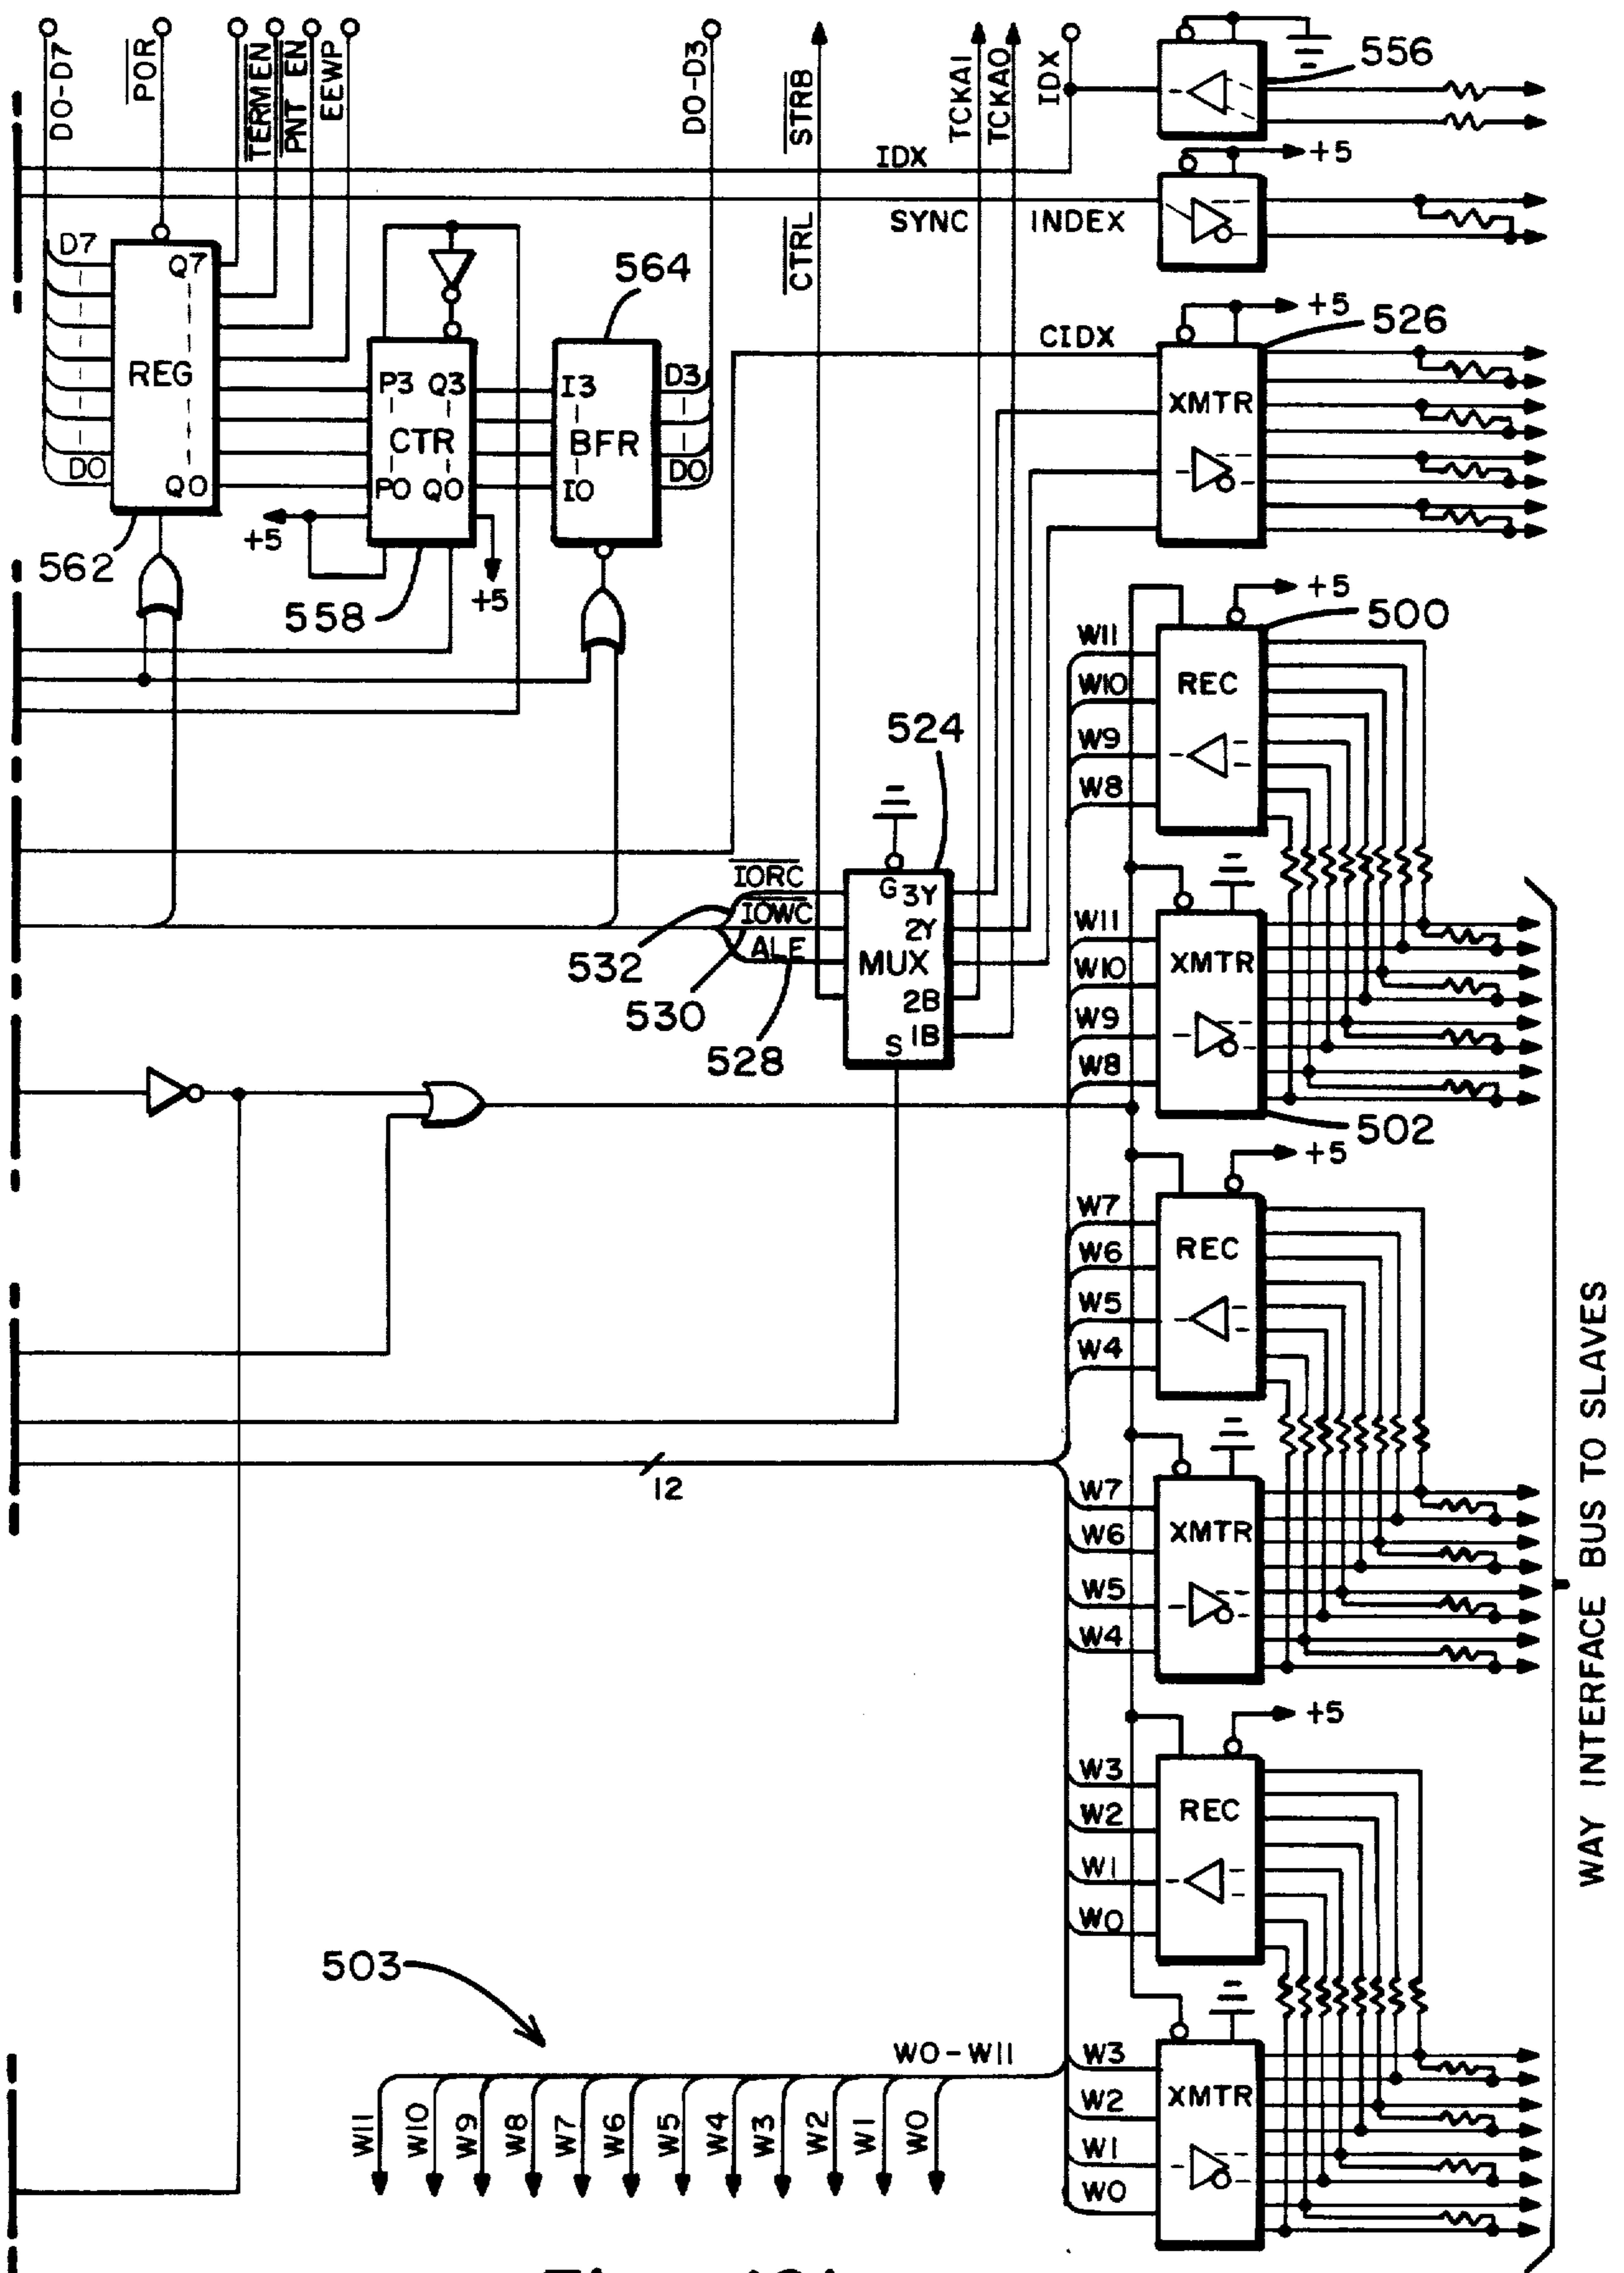 D0-D7
POR
TERM EN
PNT EN
EEWP
D0-D3
STRB
TCKA1
TCKA0
IDX
556
IDX
+5
SYNC INDEX
CTRL
D7
Q7
REG
D0
Q0
562
564
P3 Q3
CTR
P0 Q0
+5
+5
558
I3
BFR
I0
D3
D0
CIDX
+5
526
XMTR
+5
500
W11
W10
W9
W8
REC
524
IORC
IOWC
ALE
G 3Y
2Y
MUX
2B
1B
S
532
530
528
W11
W10
W9
W8
XMTR
502
+5
W7
W6
W5
W4
REC
12
W7
W6
W5
W4
XMTR
+5
W3
W2
W1
W0
REC
503
W0-W11
W3
W2
W1
W0
XMTR
W11
W10
W9
W8
W7
W6
W5
W4
W3
W2
W1
W0
WAY INTERFACE BUS TO SLAVES